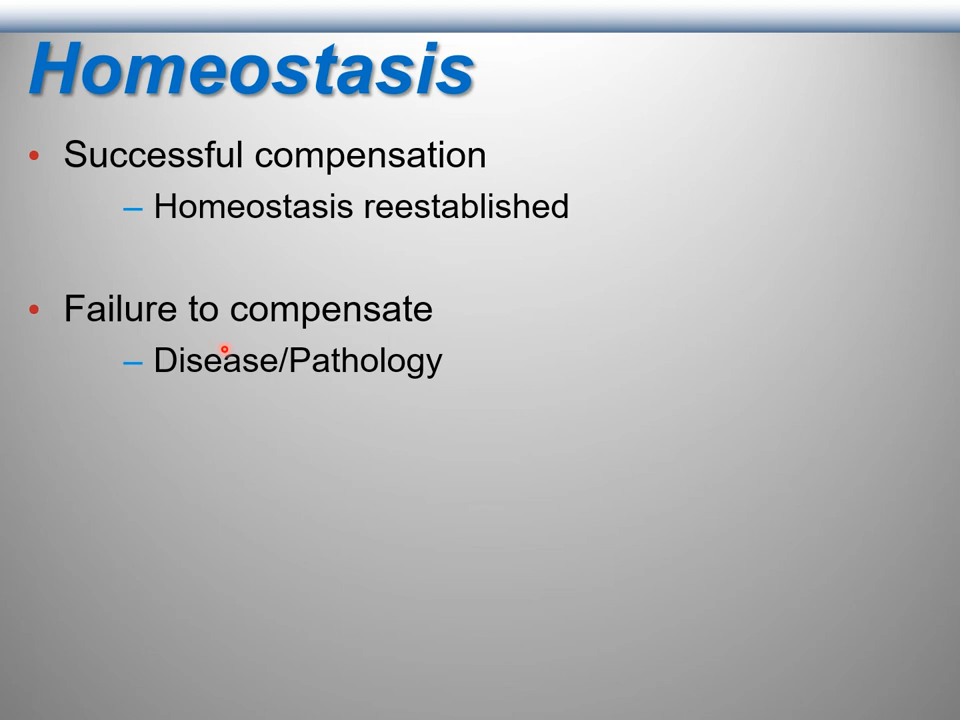 Homeostasis
• Successful compensation
– Homeostasis reestablished
• Failure to compensate
– Disease/Pathology